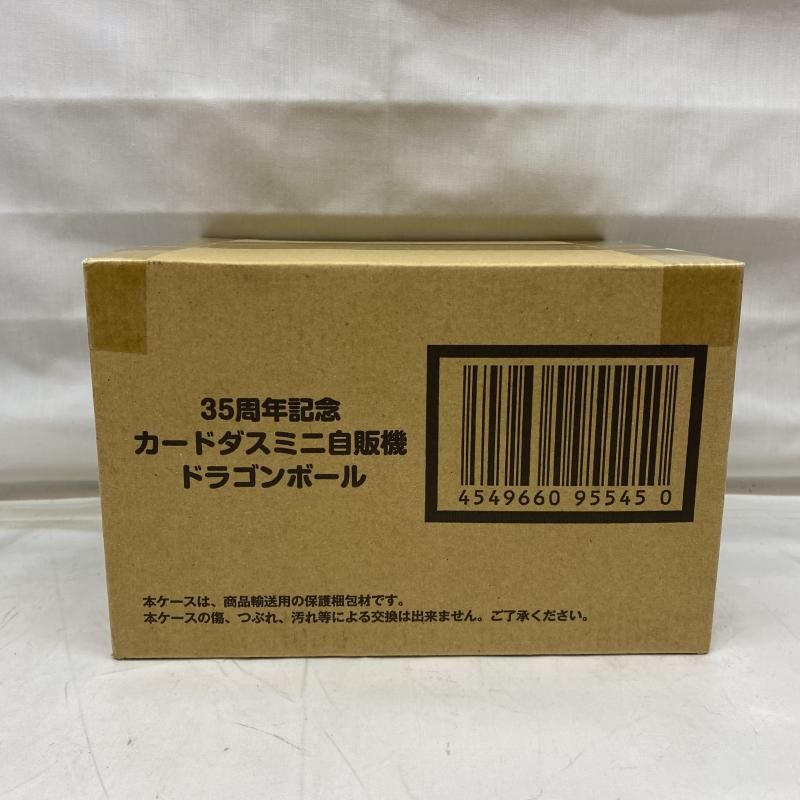 35周年記念
カードダスミニ自販機
ドラゴンボール
4549660 95545 0
本ケースは、商品輸送用の保護梱包材です。
本ケースの傷、つぶれ、汚れ等による交換は出来ません。ご了承ください。